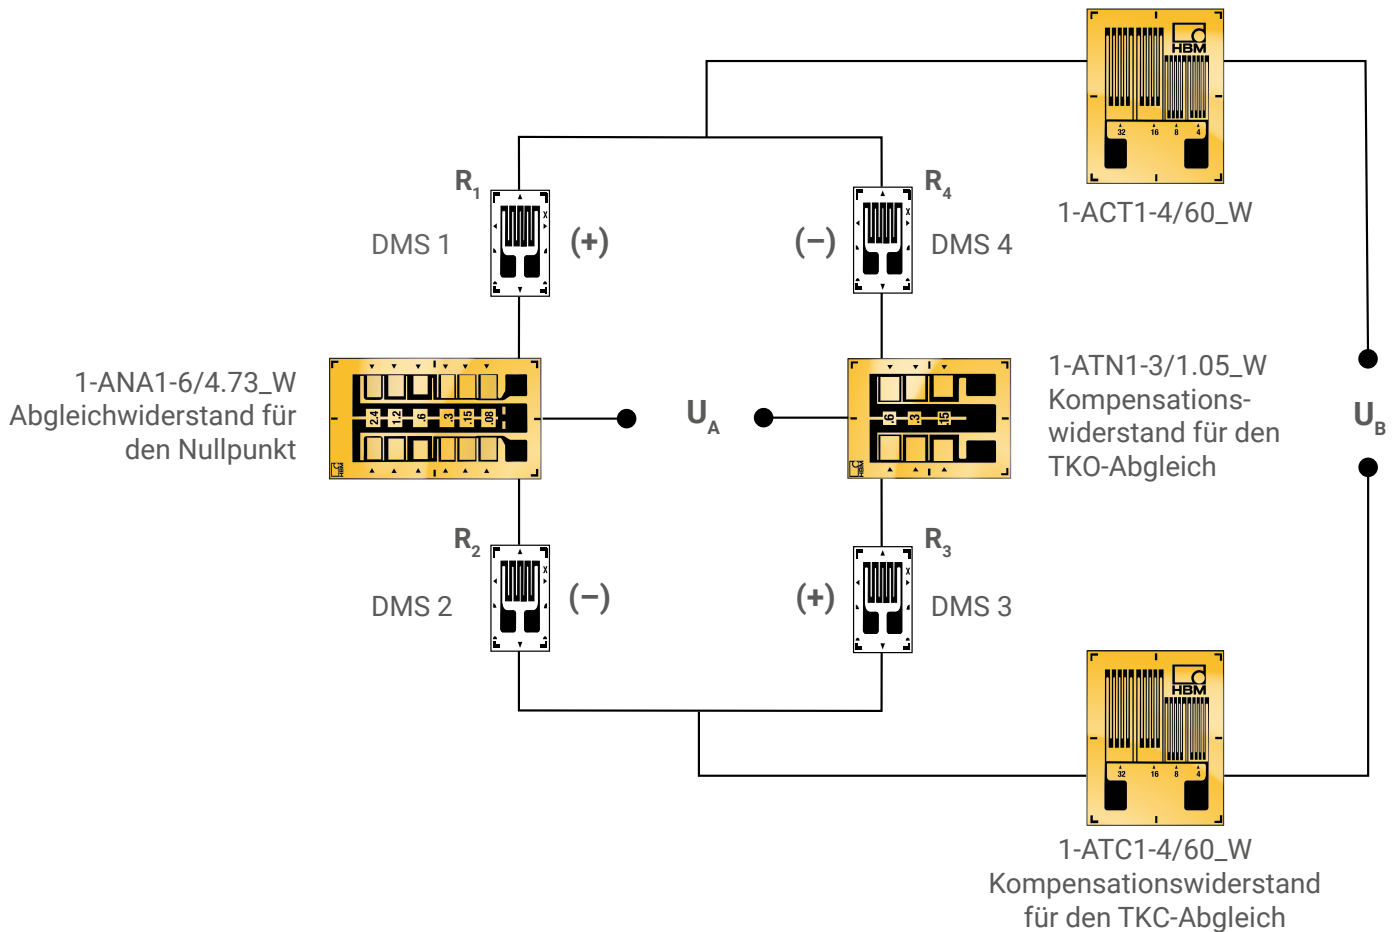 HBM
32 16 8 4
1-ACT1-4/60_W
R1
DMS 1
(+)
(−)
R4
DMS 4
1-ANA1-6/4.73_W
Abgleichwiderstand für
den Nullpunkt
2.4 1.2 .6 .3 .15 .08
HBM
UA
.6 .3 .15
HBM
1-ATN1-3/1.05_W
Kompensations-
widerstand für den
TKO-Abgleich
UB
R2
DMS 2
(−)
(+)
R3
DMS 3
HBM
32 16 8 4
1-ATC1-4/60_W
Kompensationswiderstand
für den TKC-Abgleich